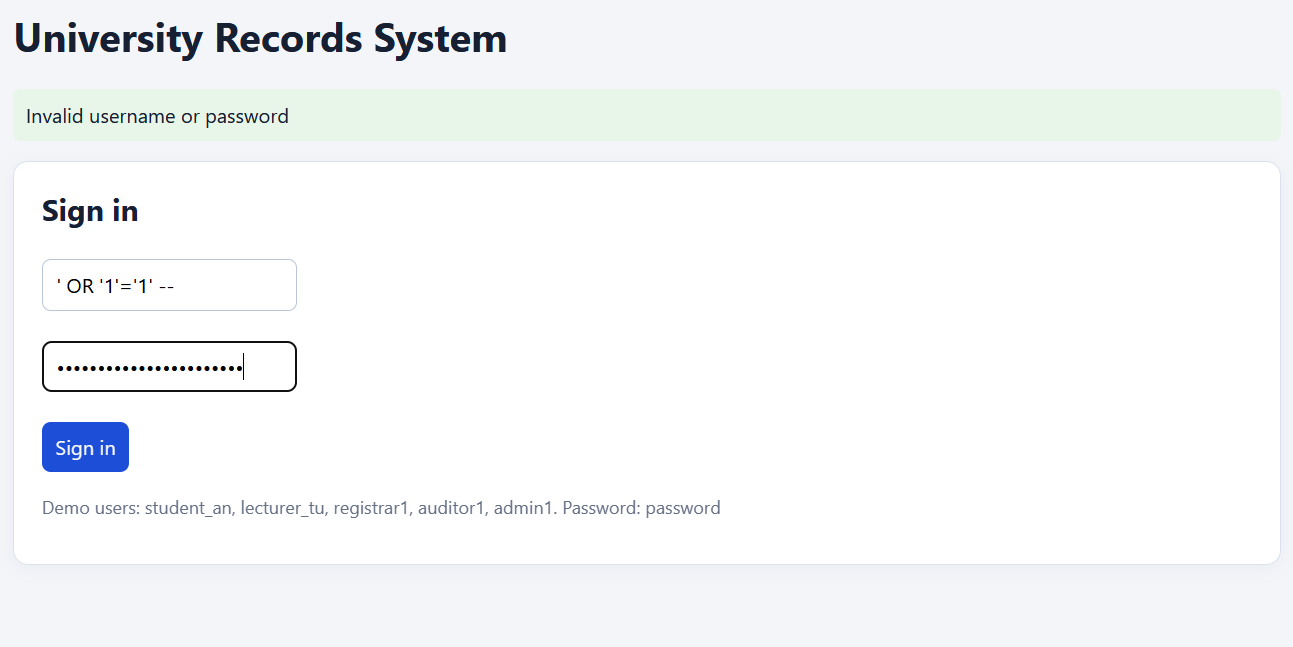 University Records System
Invalid username or password
Sign in
' OR '1'='1' --
•••••••••••••••••••••••
Sign in
Demo users: student_an, lecturer_tu, registrar1, auditor1, admin1. Password: password